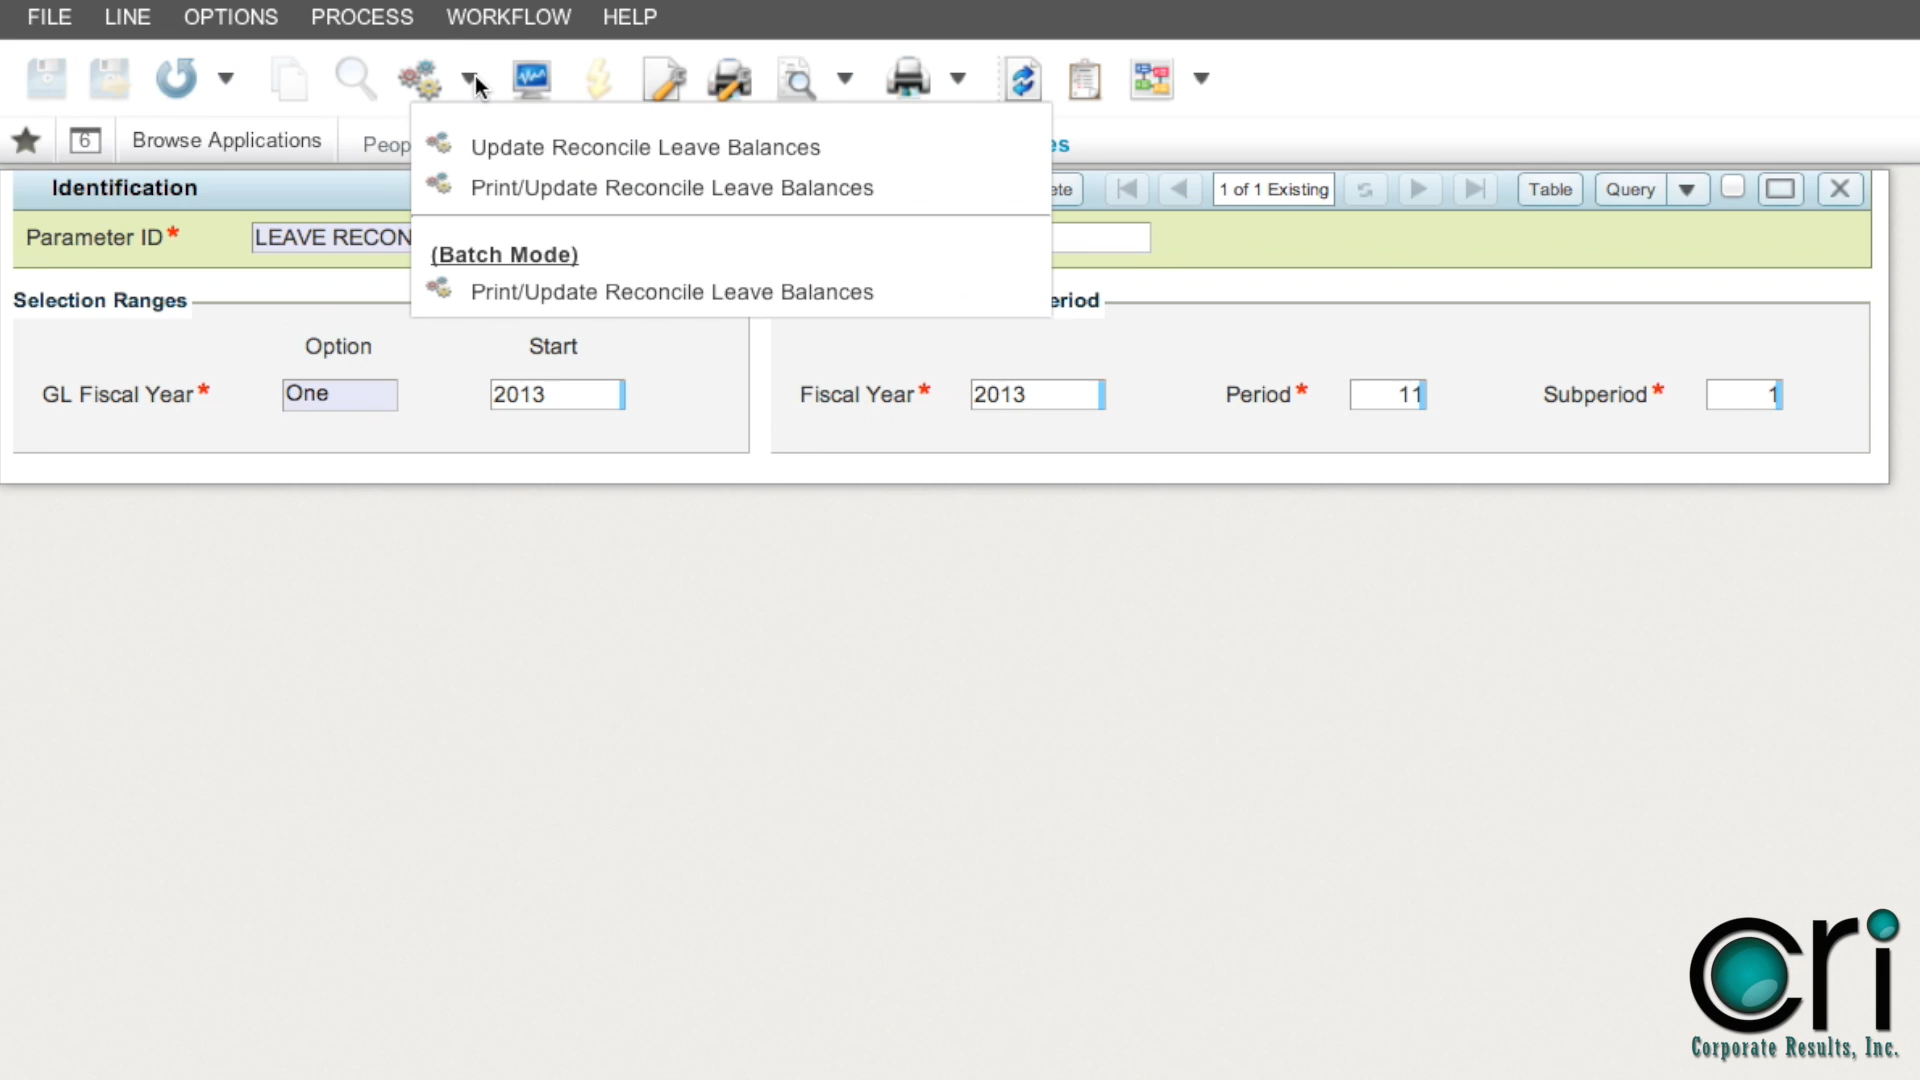 FILE LINE OPTIONS PROCESS WORKFLOW HELP
6 Browse Applications Peop es
Update Reconcile Leave Balances
Print/Update Reconcile Leave Balances
(Batch Mode)
Print/Update Reconcile Leave Balances
Identification ete 1 of 1 Existing Table Query
Parameter ID* LEAVE RECON
Selection Ranges eriod
Option Start
GL Fiscal Year* One 2013 Fiscal Year* 2013 Period* 11 Subperiod* 1
cri
Corporate Results, Inc.